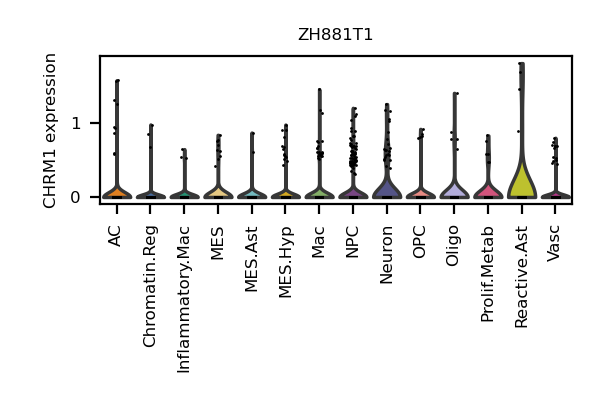 ZH881T1
CHRM1 expression
1
0
AC
Chromatin.Reg
Inflammatory.Mac
MES
MES.Ast
MES.Hyp
Mac
NPC
Neuron
OPC
Oligo
Prolif.Metab
Reactive.Ast
Vasc